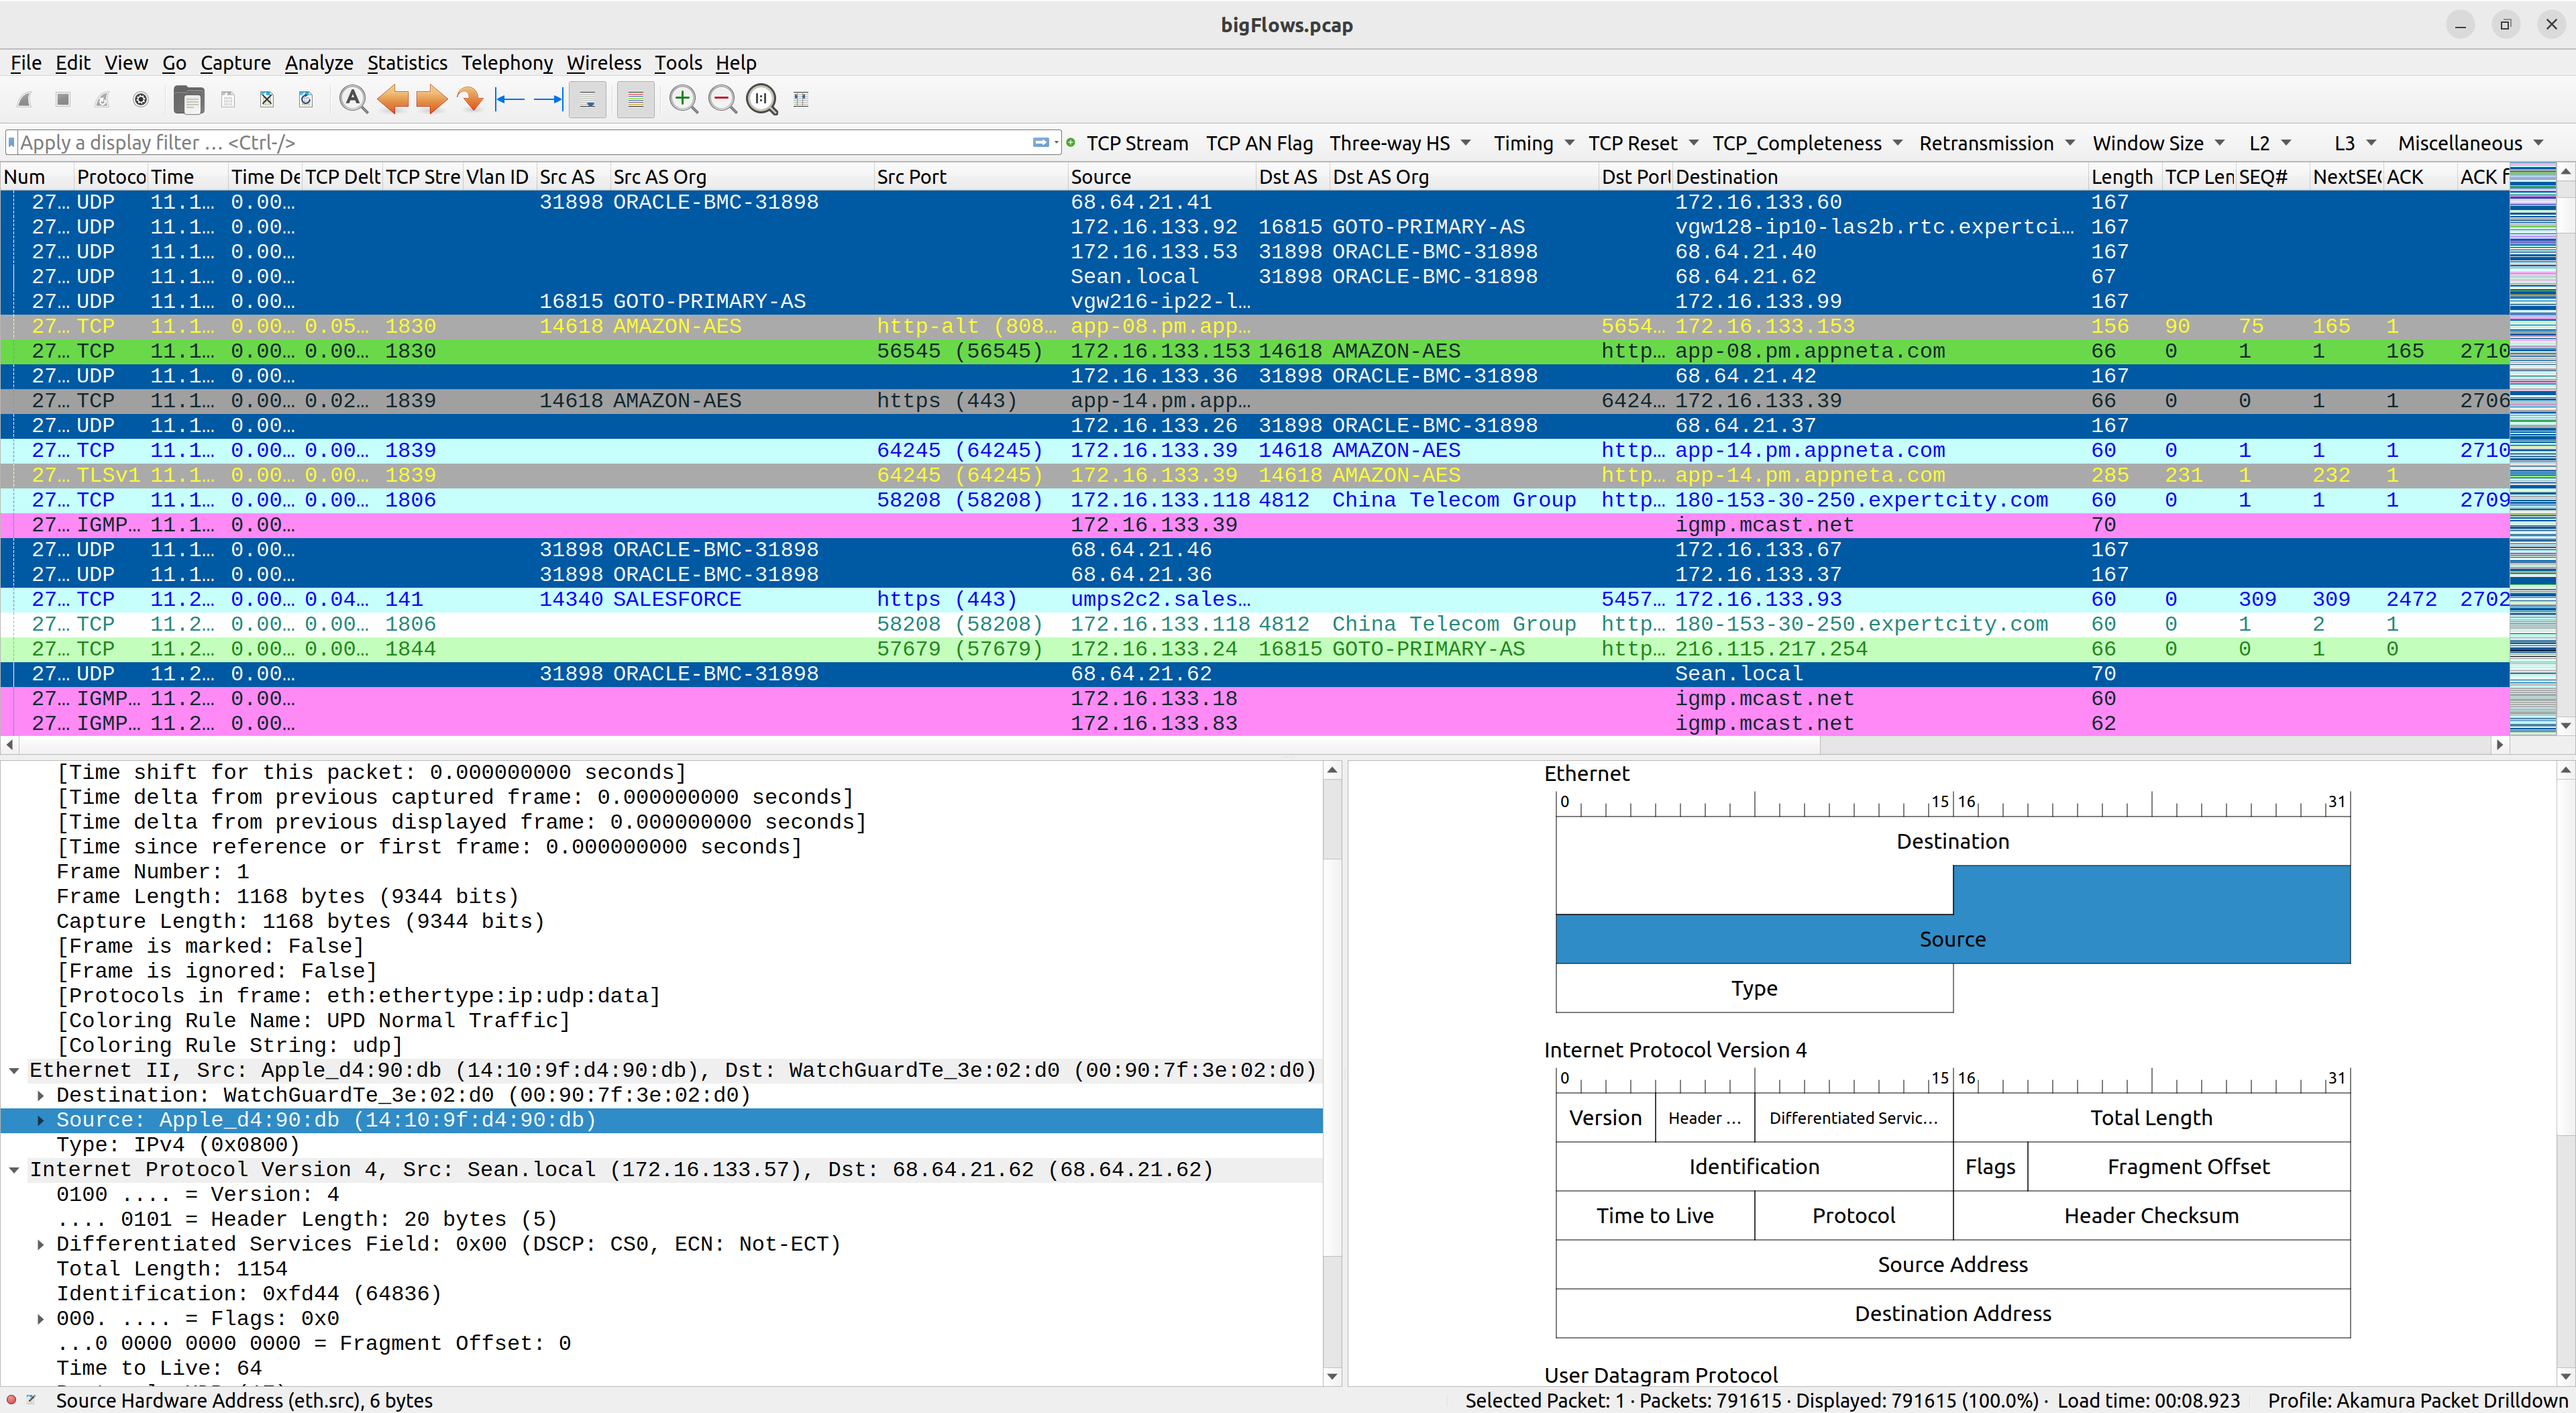 bigFlows.pcap
File Edit View Go Capture Analyze Statistics Telephony Wireless Tools Help
Apply a display filter … <Ctrl-/> TCP Stream TCP AN Flag Three-way HS Timing TCP Reset TCP_Completeness Retransmission Window Size L2 L3 Miscellaneous
Num Protoco Time Time De TCP Delt TCP Stre Vlan ID Src AS Src AS Org Src Port Source Dst AS Dst AS Org Dst Port Destination Length TCP Len SEQ# NextSEQ ACK ACK f
27… UDP 11.1… 0.00… 31898 ORACLE-BMC-31898 68.64.21.41 172.16.133.60 167
27… UDP 11.1… 0.00… 172.16.133.92 16815 GOTO-PRIMARY-AS vgw128-ip10-las2b.rtc.expertci… 167
27… UDP 11.1… 0.00… 172.16.133.53 31898 ORACLE-BMC-31898 68.64.21.40 167
27… UDP 11.1… 0.00… Sean.local 31898 ORACLE-BMC-31898 68.64.21.62 67
27… UDP 11.1… 0.00… 16815 GOTO-PRIMARY-AS vgw216-ip22-l… 172.16.133.99 167
27… TCP 11.1… 0.00… 0.05… 1830 14618 AMAZON-AES http-alt (808… app-08.pm.app… 5654… 172.16.133.153 156 90 75 165 1
27… TCP 11.1… 0.00… 0.00… 1830 56545 (56545) 172.16.133.153 14618 AMAZON-AES http… app-08.pm.appneta.com 66 0 1 1 165 2710
27… UDP 11.1… 0.00… 172.16.133.36 31898 ORACLE-BMC-31898 68.64.21.42 167
27… TCP 11.1… 0.00… 0.02… 1839 14618 AMAZON-AES https (443) app-14.pm.app… 6424… 172.16.133.39 66 0 0 1 1 2706
27… UDP 11.1… 0.00… 172.16.133.26 31898 ORACLE-BMC-31898 68.64.21.37 167
27… TCP 11.1… 0.00… 0.00… 1839 64245 (64245) 172.16.133.39 14618 AMAZON-AES http… app-14.pm.appneta.com 60 0 1 1 1 2710
27… TLSv1 11.1… 0.00… 0.00… 1839 64245 (64245) 172.16.133.39 14618 AMAZON-AES http… app-14.pm.appneta.com 285 231 1 232 1
27… TCP 11.1… 0.00… 0.00… 1806 58208 (58208) 172.16.133.118 4812 China Telecom Group http… 180-153-30-250.expertcity.com 60 0 1 1 1 2709
27… IGMP… 11.1… 0.00… 172.16.133.39 igmp.mcast.net 70
27… UDP 11.1… 0.00… 31898 ORACLE-BMC-31898 68.64.21.46 172.16.133.67 167
27… UDP 11.1… 0.00… 31898 ORACLE-BMC-31898 68.64.21.36 172.16.133.37 167
27… TCP 11.2… 0.00… 0.04… 141 14340 SALESFORCE https (443) umps2c2.sales… 5457… 172.16.133.93 60 0 309 309 2472 2702
27… TCP 11.2… 0.00… 0.00… 1806 58208 (58208) 172.16.133.118 4812 China Telecom Group http… 180-153-30-250.expertcity.com 60 0 1 2 1
27… TCP 11.2… 0.00… 0.00… 1844 57679 (57679) 172.16.133.24 16815 GOTO-PRIMARY-AS http… 216.115.217.254 66 0 0 1 0
27… UDP 11.2… 0.00… 31898 ORACLE-BMC-31898 68.64.21.62 Sean.local 70
27… IGMP… 11.2… 0.00… 172.16.133.18 igmp.mcast.net 60
27… IGMP… 11.2… 0.00… 172.16.133.83 igmp.mcast.net 62
[Time shift for this packet: 0.000000000 seconds]
[Time delta from previous captured frame: 0.000000000 seconds]
[Time delta from previous displayed frame: 0.000000000 seconds]
[Time since reference or first frame: 0.000000000 seconds]
Frame Number: 1
Frame Length: 1168 bytes (9344 bits)
Capture Length: 1168 bytes (9344 bits)
[Frame is marked: False]
[Frame is ignored: False]
[Protocols in frame: eth:ethertype:ip:udp:data]
[Coloring Rule Name: UPD Normal Traffic]
[Coloring Rule String: udp]
Ethernet II, Src: Apple_d4:90:db (14:10:9f:d4:90:db), Dst: WatchGuardTe_3e:02:d0 (00:90:7f:3e:02:d0)
Destination: WatchGuardTe_3e:02:d0 (00:90:7f:3e:02:d0)
Source: Apple_d4:90:db (14:10:9f:d4:90:db)
Type: IPv4 (0x0800)
Internet Protocol Version 4, Src: Sean.local (172.16.133.57), Dst: 68.64.21.62 (68.64.21.62)
0100 .... = Version: 4
.... 0101 = Header Length: 20 bytes (5)
Differentiated Services Field: 0x00 (DSCP: CS0, ECN: Not-ECT)
Total Length: 1154
Identification: 0xfd44 (64836)
000. .... = Flags: 0x0
...0 0000 0000 0000 = Fragment Offset: 0
Time to Live: 64
Ethernet
0 15 16 31
Destination
Source
Type
Internet Protocol Version 4
0 15 16 31
Version Header … Differentiated Servic… Total Length
Identification Flags Fragment Offset
Time to Live Protocol Header Checksum
Source Address
Destination Address
User Datagram Protocol
Source Hardware Address (eth.src), 6 bytes
Selected Packet: 1 · Packets: 791615 · Displayed: 791615 (100.0%) · Load time: 00:08.923 Profile: Akamura Packet Drilldown